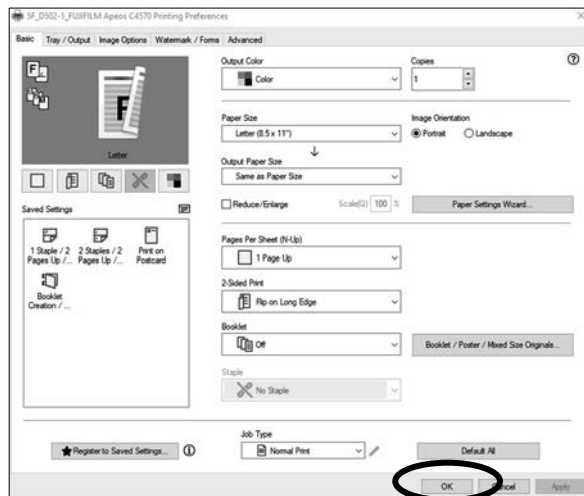 5F_D502-1_FUJIFILM Apeos C4570 Printing Preferences
Basic Tray / Output Image Options Watermark / Forms Advanced
Output Color
Color
Copies
1
Letter
Paper Size
Letter (8.5 x 11")
Image Orientation
Portrait Landscape
Output Paper Size
Same as Paper Size
Reduce/Enlarge Scale(Q) 100 %
Paper Settings Wizard...
Saved Settings
1 Staple / 2 Pages Up /...
2 Staples / 2 Pages Up /...
Print on Postcard
Booklet Creation / ...
Pages Per Sheet (N-Up)
1 Page Up
2-Sided Print
Flip on Long Edge
Booklet
Off
Booklet / Poster / Mixed Size Originals...
Staple
No Staple
Register to Saved Settings...
Job Type
Normal Print
Default All
OK Cancel Apply